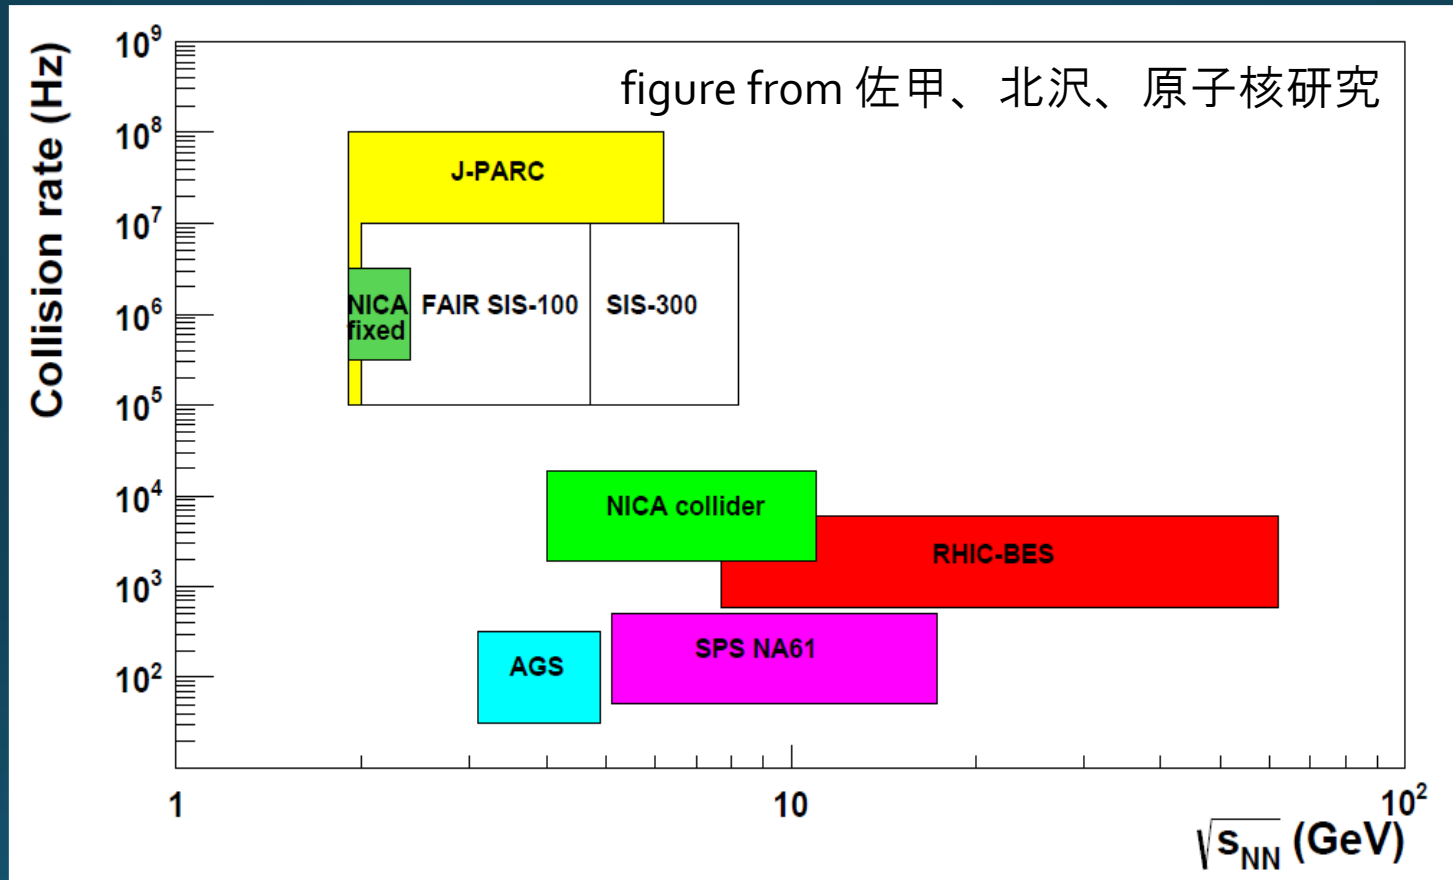 figure from 佐甲、北沢、原子核研究
Collision rate (Hz)
10⁹
10⁸
10⁷
10⁶
10⁵
10⁴
10³
10²
J-PARC
NICA
fixed
FAIR SIS-100
SIS-300
NICA collider
RHIC-BES
SPS NA61
AGS
1
10
10²
√sNN (GeV)